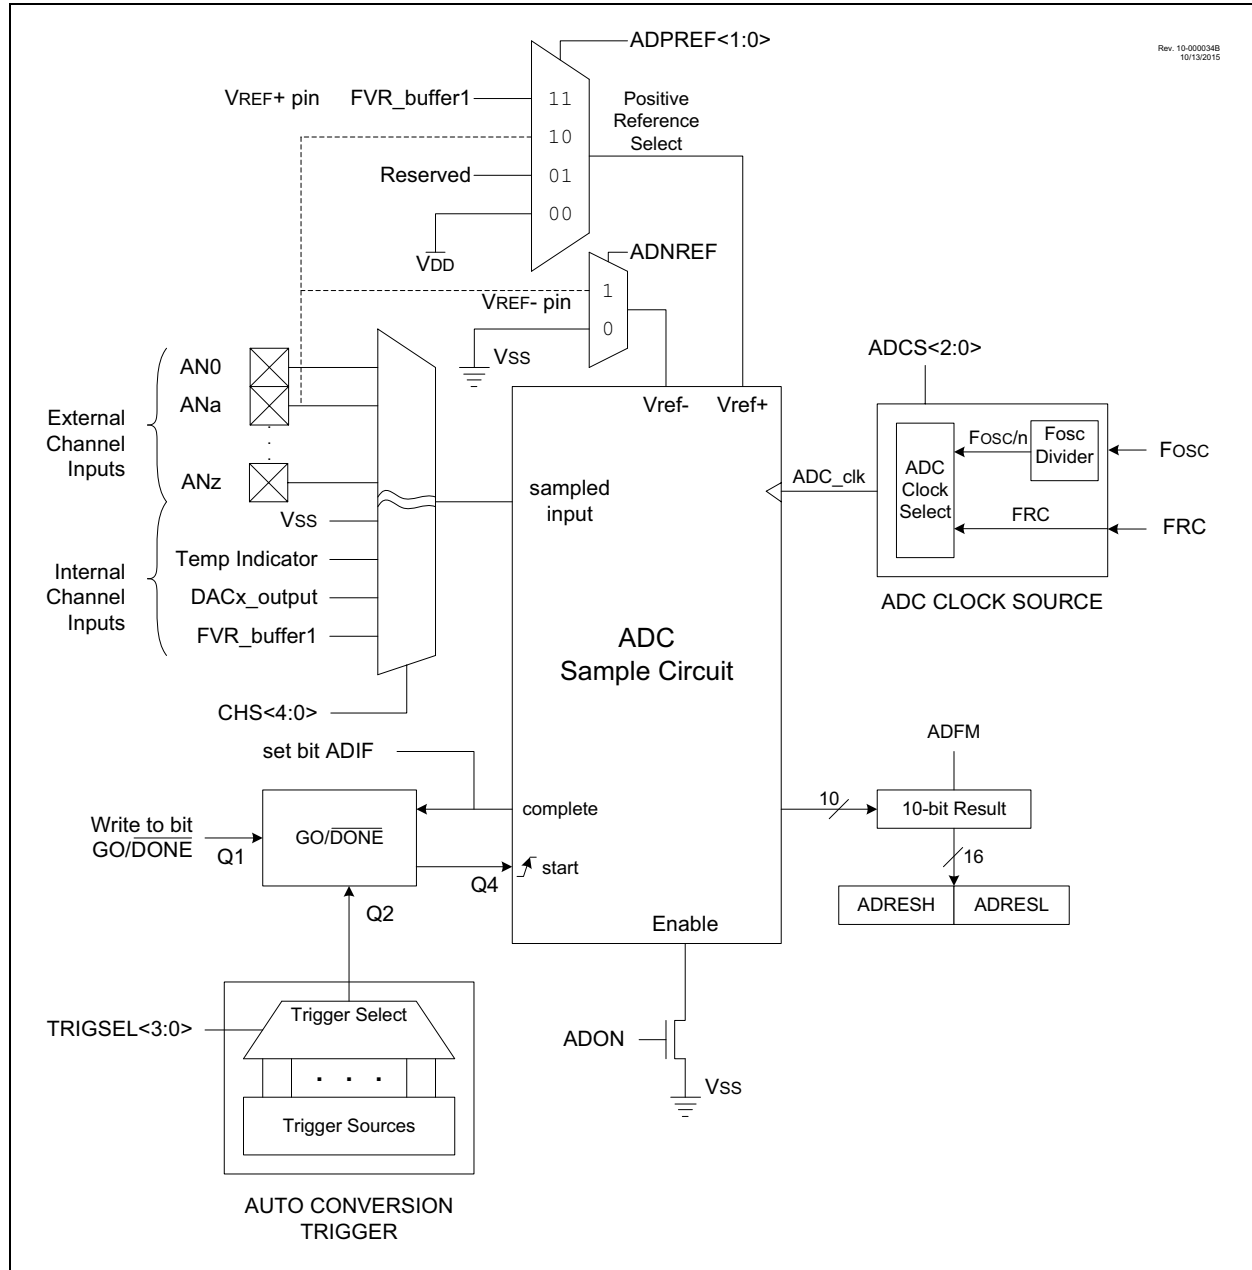 Rev. 10-000034B
10/13/2015
ADPREF<1:0>
VREF+ pin
FVR_buffer1
11
10
Reserved
01
00
VDD
Positive
Reference
Select
ADNREF
VREF- pin
1
0
VSS
External
Channel
Inputs
AN0
ANa
.
.
.
ANz
Internal
Channel
Inputs
VSS
Temp Indicator
DACx_output
FVR_buffer1
CHS<4:0>
Vref-
Vref+
sampled
input
ADC
Sample Circuit
ADCS<2:0>
ADC_clk
ADC
Clock
Select
FOSC/n
Fosc
Divider
FOSC
FRC
FRC
ADC CLOCK SOURCE
set bit ADIF
complete
Write to bit
GO/DONE
Q1
GO/DONE
Q4
start
Q2
Enable
ADFM
10
10-bit Result
16
ADRESH
ADRESL
TRIGSEL<3:0>
Trigger Select
. . .
Trigger Sources
AUTO CONVERSION
TRIGGER
ADON
VSS